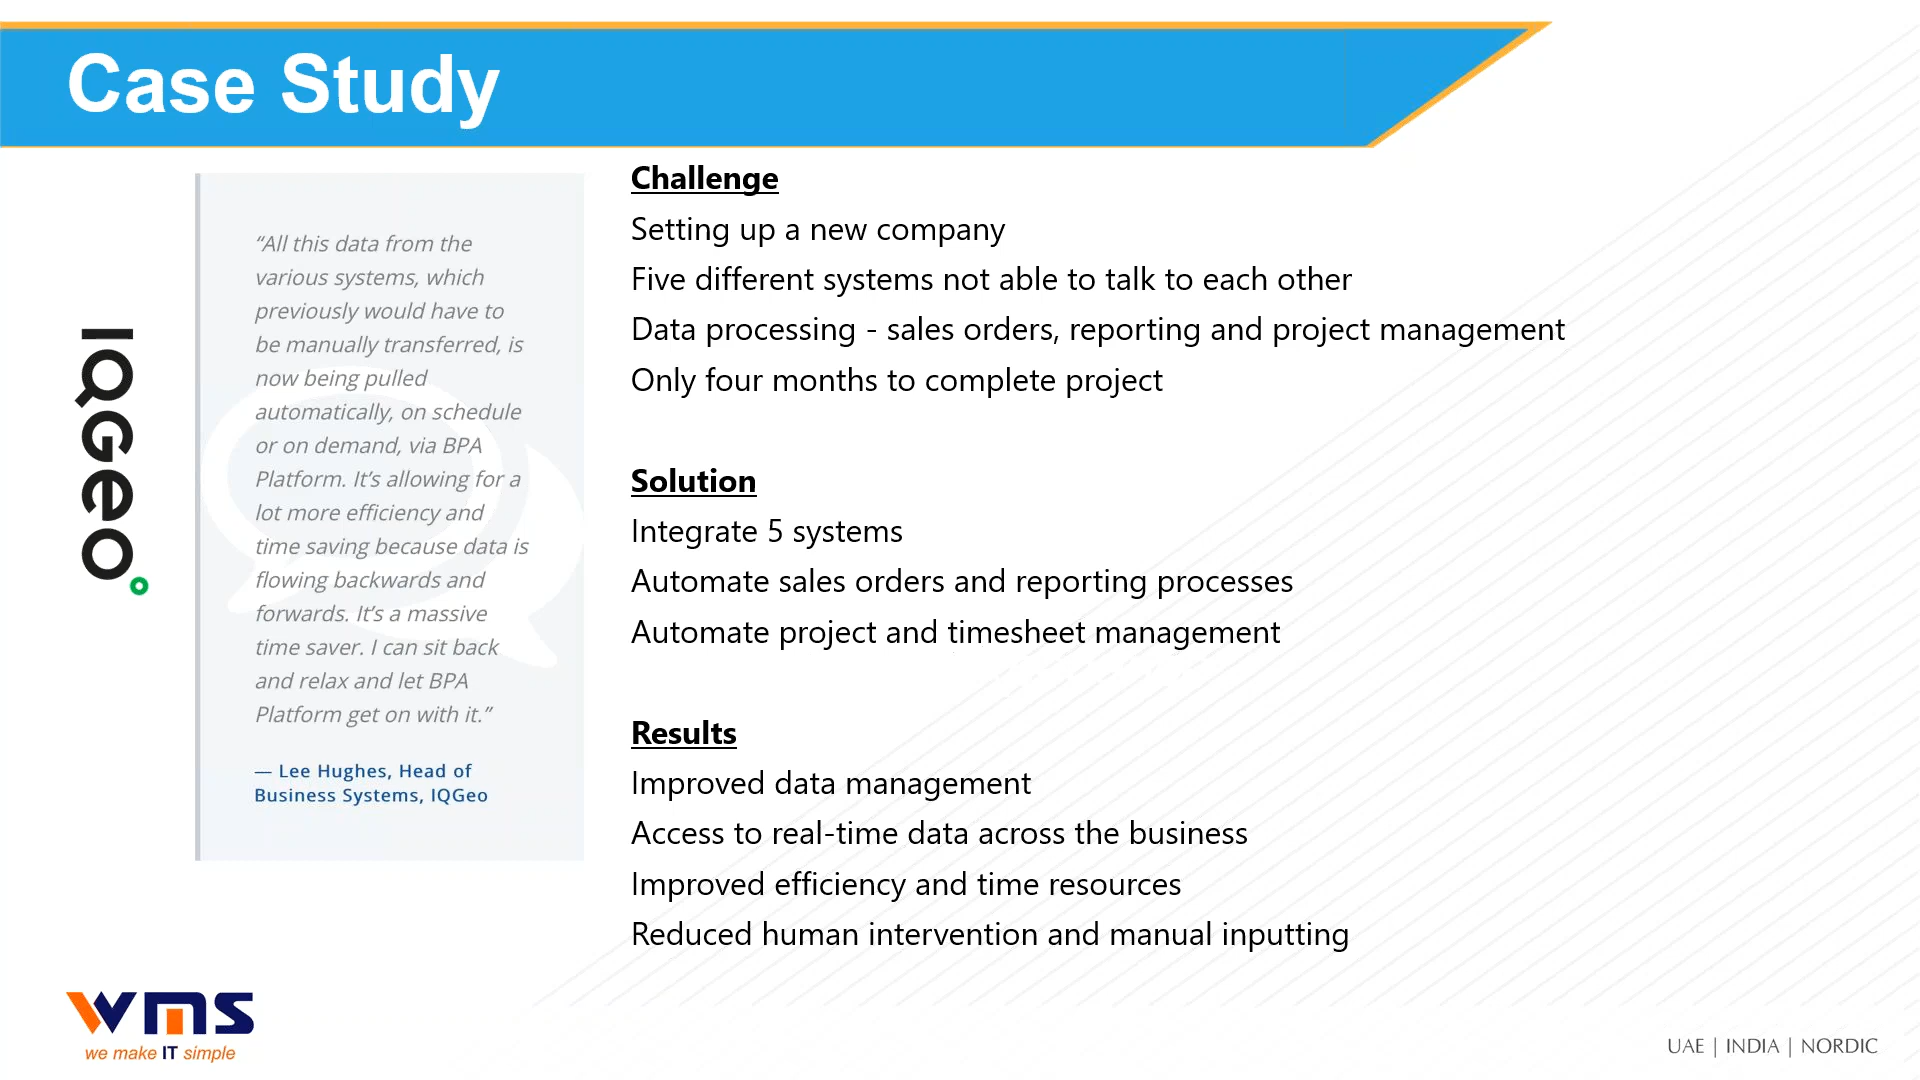 Case Study
IQGeo
“All this data from the
various systems, which
previously would have to
be manually transferred, is
now being pulled
automatically, on schedule
or on demand, via BPA
Platform. It’s allowing for a
lot more efficiency and
time saving because data is
flowing backwards and
forwards. It’s a massive
time saver. I can sit back
and relax and let BPA
Platform get on with it.”
— Lee Hughes, Head of
Business Systems, IQGeo
Challenge
Setting up a new company
Five different systems not able to talk to each other
Data processing - sales orders, reporting and project management
Only four months to complete project
Solution
Integrate 5 systems
Automate sales orders and reporting processes
Automate project and timesheet management
Results
Improved data management
Access to real-time data across the business
Improved efficiency and time resources
Reduced human intervention and manual inputting
wms
we make IT simple
UAE | INDIA | NORDIC